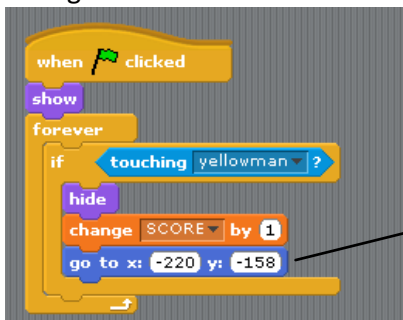 when clicked
show
forever
if touching yellowman ?
hide
change SCORE by 1
go to x: -220 y: -158